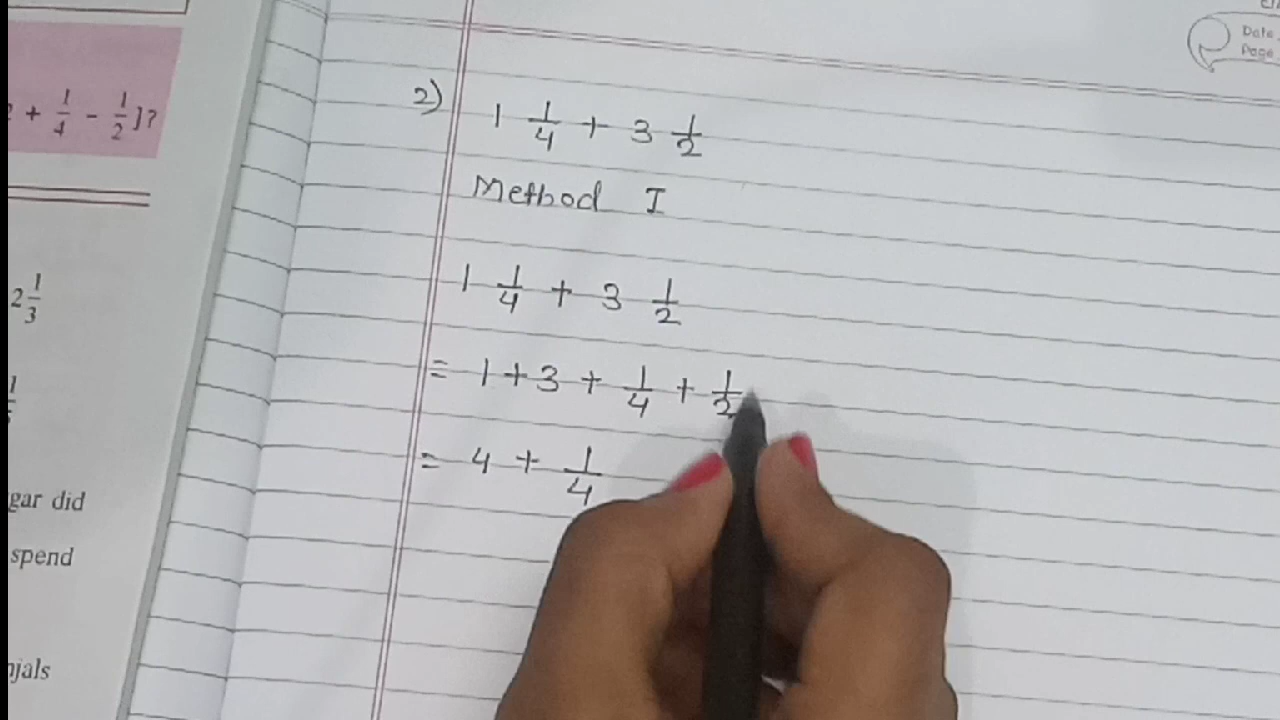 + 1/4 - 1/2]?
2 1/3
gar did
spend
njals
Date
Page
2) 1 1/4 + 3 1/2
Method I
1 1/4 + 3 1/2
= 1 + 3 + 1/4 + 1/2
= 4 + 1/4